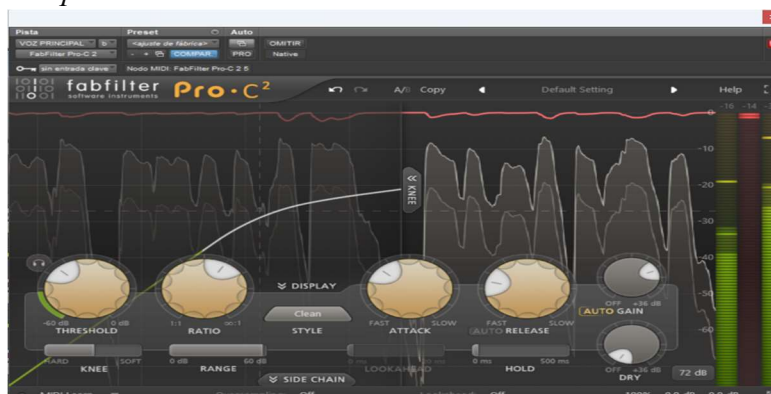 Pista Preset Auto
VOZ PRINCIPAL b <ajuste de fábrica> OMITIR
FabFilter Pro-C 2 - + COMPAR PRO Native
sin entrada clave Nodo MIDI: FabFilter Pro-C 2 5
fabfilter Pro·C² A/B Copy Default Setting Help
software instruments
-16 -14
0
-10
-20
KNEE
-30
-40
DISPLAY
-50
-60 dB 0 dB 1:1 ∞:1 Clean FAST SLOW FAST SLOW OFF +36 dB
THRESHOLD RATIO STYLE ATTACK AUTO RELEASE AUTO GAIN
-60
HARD SOFT 0 dB 60 dB 0 ms 0 ms 500 ms
KNEE RANGE LOOKAHEAD HOLD OFF +36 dB
SIDE CHAIN DRY 72 dB